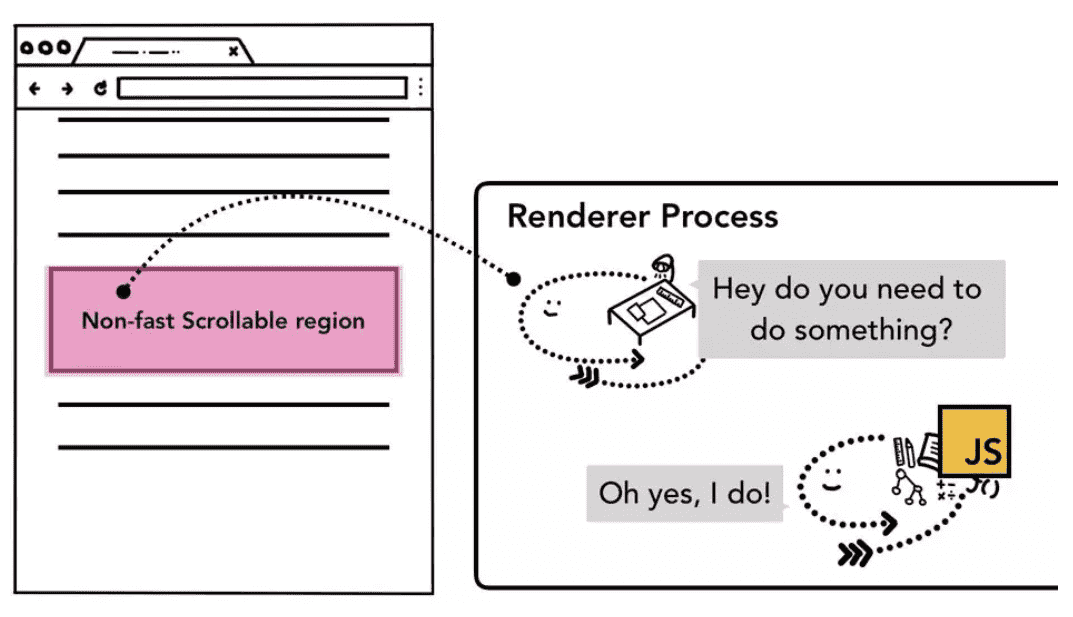 Non-fast Scrollable region
Renderer Process
Hey do you need to
do something?
JS
Oh yes, I do!